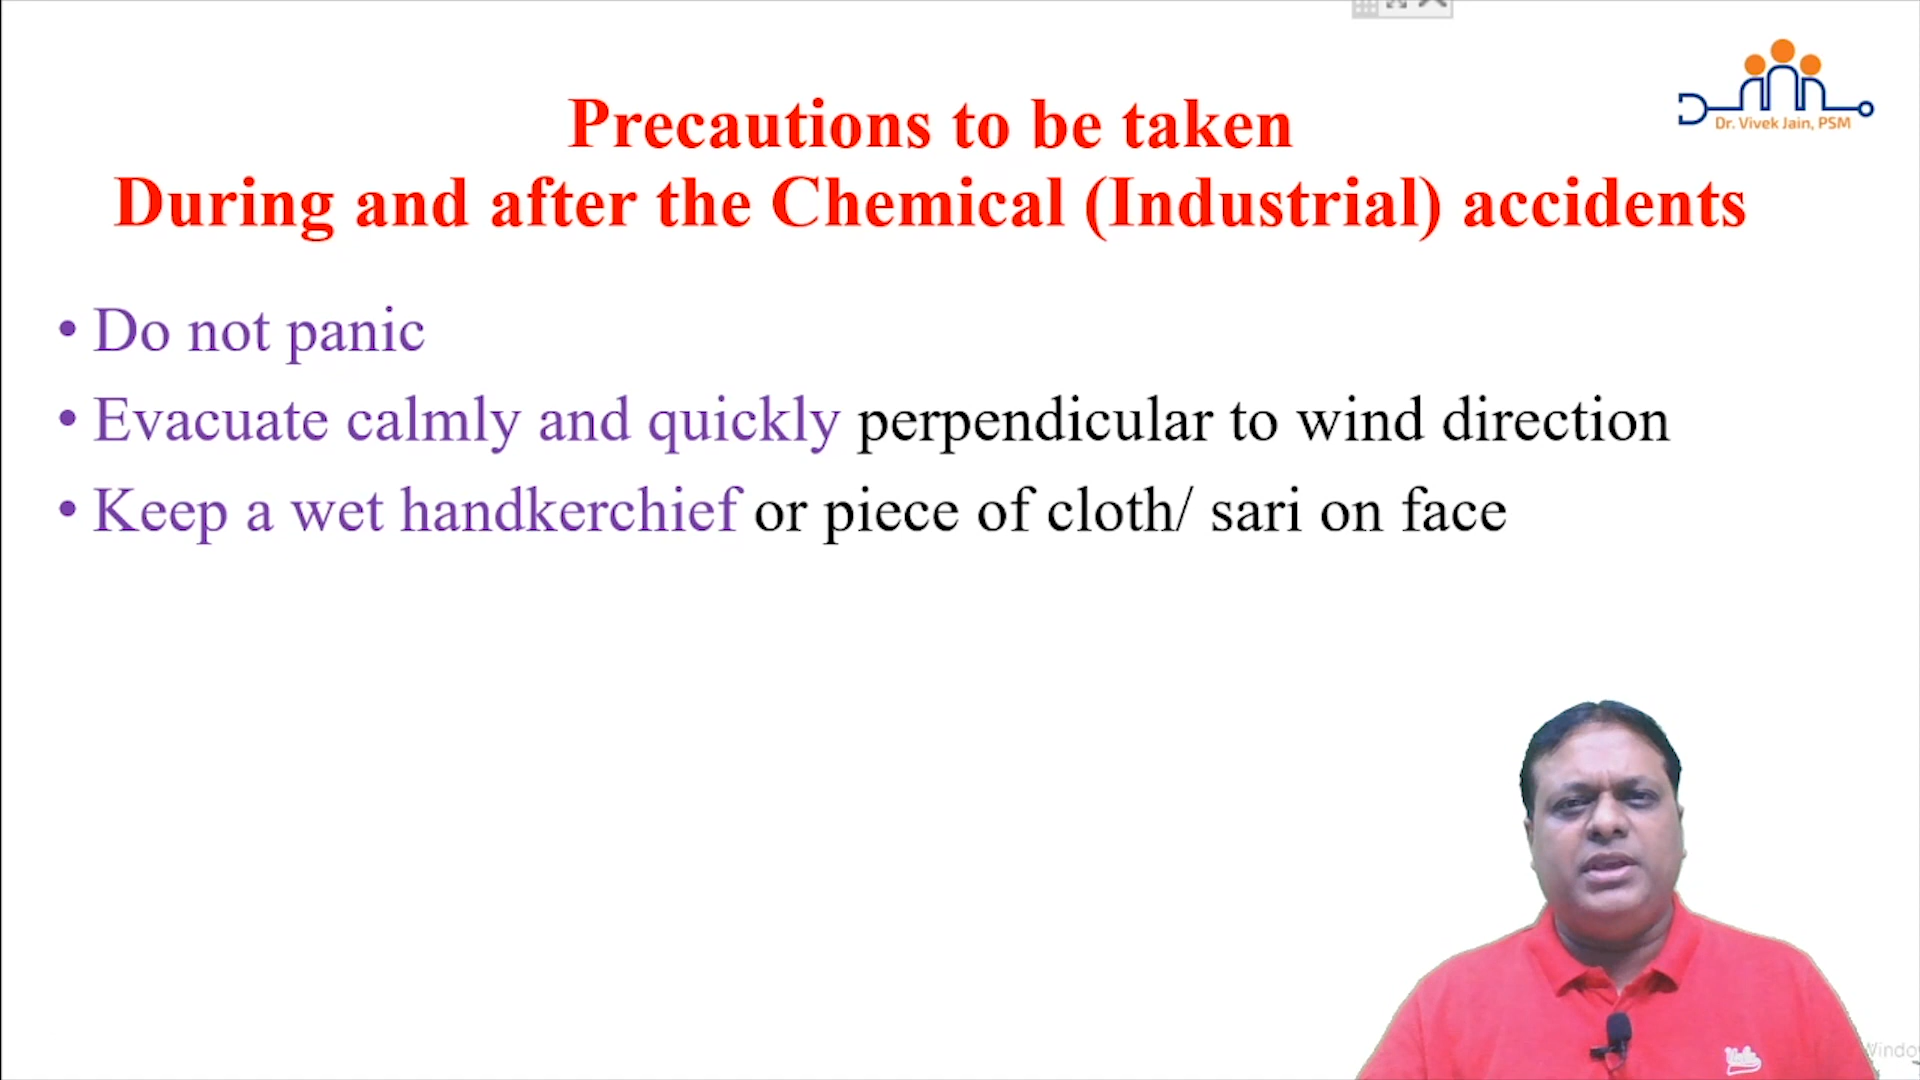 Dr. Vivek Jain, PSM
Precautions to be taken
During and after the Chemical (Industrial) accidents
• Do not panic
• Evacuate calmly and quickly perpendicular to wind direction
• Keep a wet handkerchief or piece of cloth/ sari on face